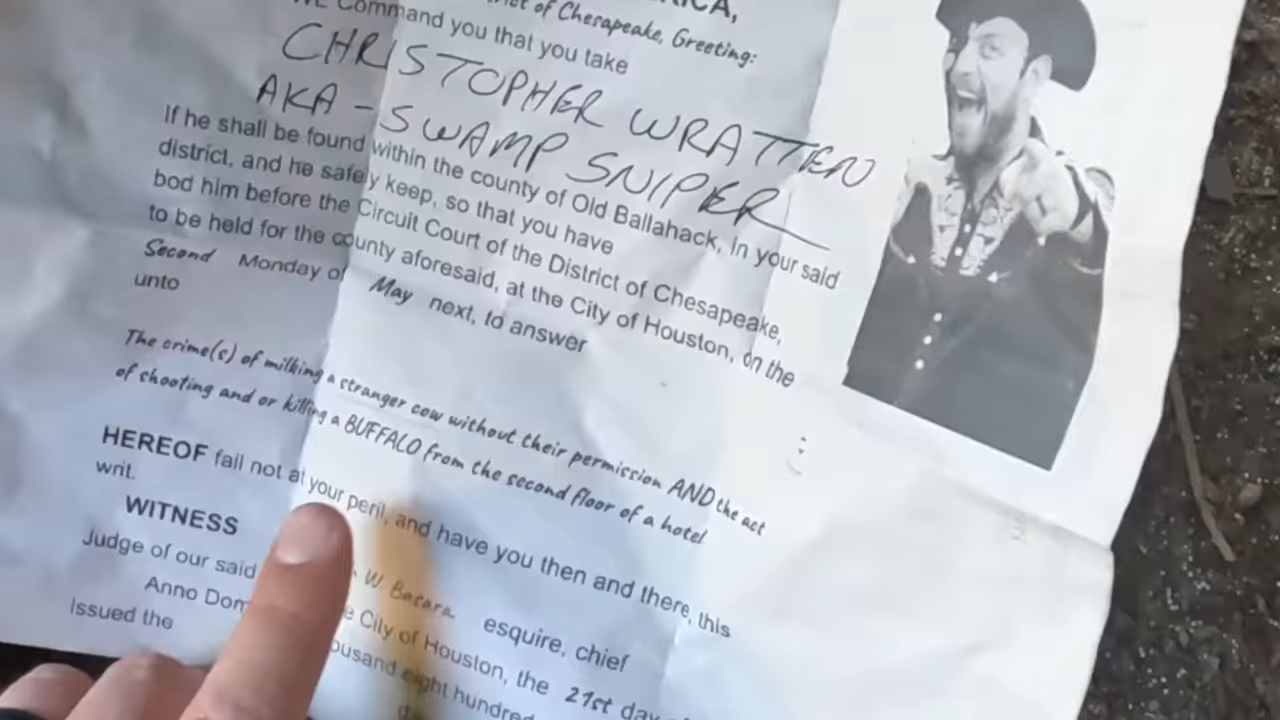 of Chesapeake, Greeting:
Command you that you take
CHRISTOPHER WRATTEN
AKA - SWAMP SNIPER
If he shall be found within the county of Old Ballahack, in your said
district, and he safely keep, so that you have
bod him before the Circuit Court of the District of Chesapeake,
to be held for the county aforesaid, at the City of Houston, on the
Second Monday of May next, to answer
unto
The crime(s) of milking a stranger cow without their permission AND the act
of shooting and or killing a BUFFALO from the second floor of a hotel
HEREOF fail not at your peril, and have you then and there, this
writ.
WITNESS
Judge of our said W. Basara esquire, chief
Anno Dom City of Houston, the 21st day
Issued the eight hundred